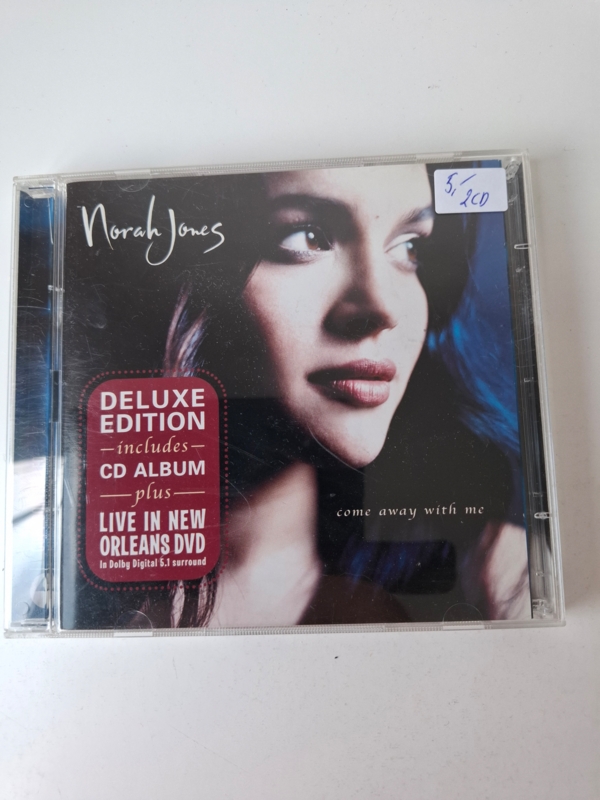 5,-
2CD
Norah Jones
DELUXE
EDITION
includes
CD ALBUM
plus
LIVE IN NEW
ORLEANS DVD
In Dolby Digital 5.1 surround
come away with me